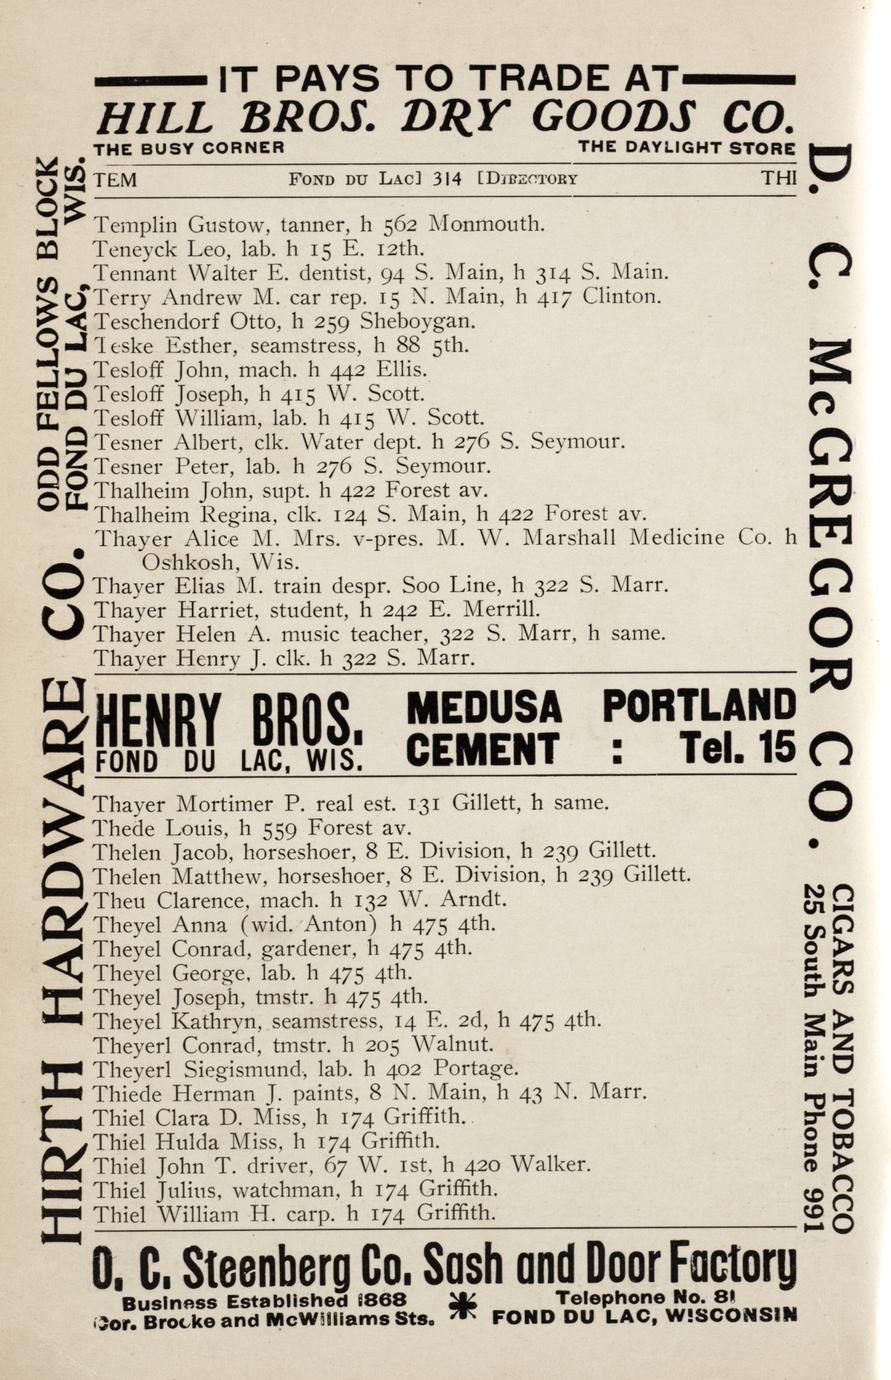 IT PAYS TO TRADE AT
HILL BROS. DRY GOODS CO.
THE BUSY CORNER THE DAYLIGHT STORE
TEM FOND DU LAC] 314 [DIRECTORY THI
Templin Gustow, tanner, h 562 Monmouth.
Teneyck Leo, lab. h 15 E. 12th.
Tennant Walter E. dentist, 94 S. Main, h 314 S. Main.
Terry Andrew M. car rep. 15 N. Main, h 417 Clinton.
Teschendorf Otto, h 259 Sheboygan.
Teske Esther, seamstress, h 88 5th.
Tesloff John, mach. h 442 Ellis.
Tesloff Joseph, h 415 W. Scott.
Tesloff William, lab. h 415 W. Scott.
Tesner Albert, clk. Water dept. h 276 S. Seymour.
Tesner Peter, lab. h 276 S. Seymour.
Thalheim John, supt. h 422 Forest av.
Thalheim Regina, clk. 124 S. Main, h 422 Forest av.
Thayer Alice M. Mrs. v-pres. M. W. Marshall Medicine Co. h
Oshkosh, Wis.
Thayer Elias M. train despr. Soo Line, h 322 S. Marr.
Thayer Harriet, student, h 242 E. Merrill.
Thayer Helen A. music teacher, 322 S. Marr, h same.
Thayer Henry J. clk. h 322 S. Marr.
HENRY BROS.
FOND DU LAC, WIS.
MEDUSA PORTLAND
CEMENT : Tel. 15
Thayer Mortimer P. real est. 131 Gillett, h same.
Thede Louis, h 559 Forest av.
Thelen Jacob, horseshoer, 8 E. Division, h 239 Gillett.
Thelen Matthew, horseshoer, 8 E. Division, h 239 Gillett.
Theu Clarence, mach. h 132 W. Arndt.
Theyel Anna (wid. Anton) h 475 4th.
Theyel Conrad, gardener, h 475 4th.
Theyel George, lab. h 475 4th.
Theyel Joseph, tmstr. h 475 4th.
Theyel Kathryn, seamstress, 14 E. 2d, h 475 4th.
Theyerl Conrad, tmstr. h 205 Walnut.
Theyerl Siegismund, lab. h 402 Portage.
Thiede Herman J. paints, 8 N. Main, h 43 N. Marr.
Thiel Clara D. Miss, h 174 Griffith.
Thiel Hulda Miss, h 174 Griffith.
Thiel John T. driver, 67 W. 1st, h 420 Walker.
Thiel Julius, watchman, h 174 Griffith.
Thiel William H. carp. h 174 Griffith.
O. C. Steenberg Co. Sash and Door Factory
Business Established 1868
Cor. Brooke and McWilliams Sts.
Telephone No. 81
FOND DU LAC, WISCONSIN
HIRTH HARDWARE CO.
ODD FELLOWS BLOCK
FOND DU LAC, WIS.
D. C. McGREGOR CO.
CIGARS AND TOBACCO
25 South Main Phone 991